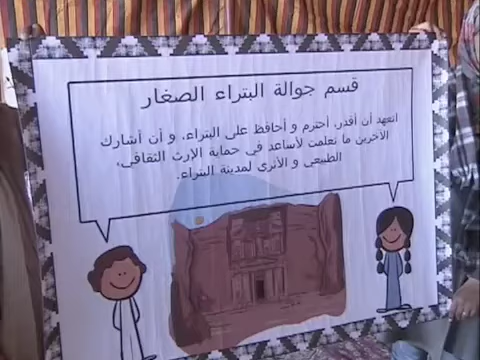 قسم جوالة البتراء الصغار
اتعهد أن أقدر، أحترم و أحافظ على البتراء، و أن أشارك
الآخرين ما تعلمت لأساعد في حماية الإرث الثقافي،
الطبيعي و الأثري لمدينة البتراء.